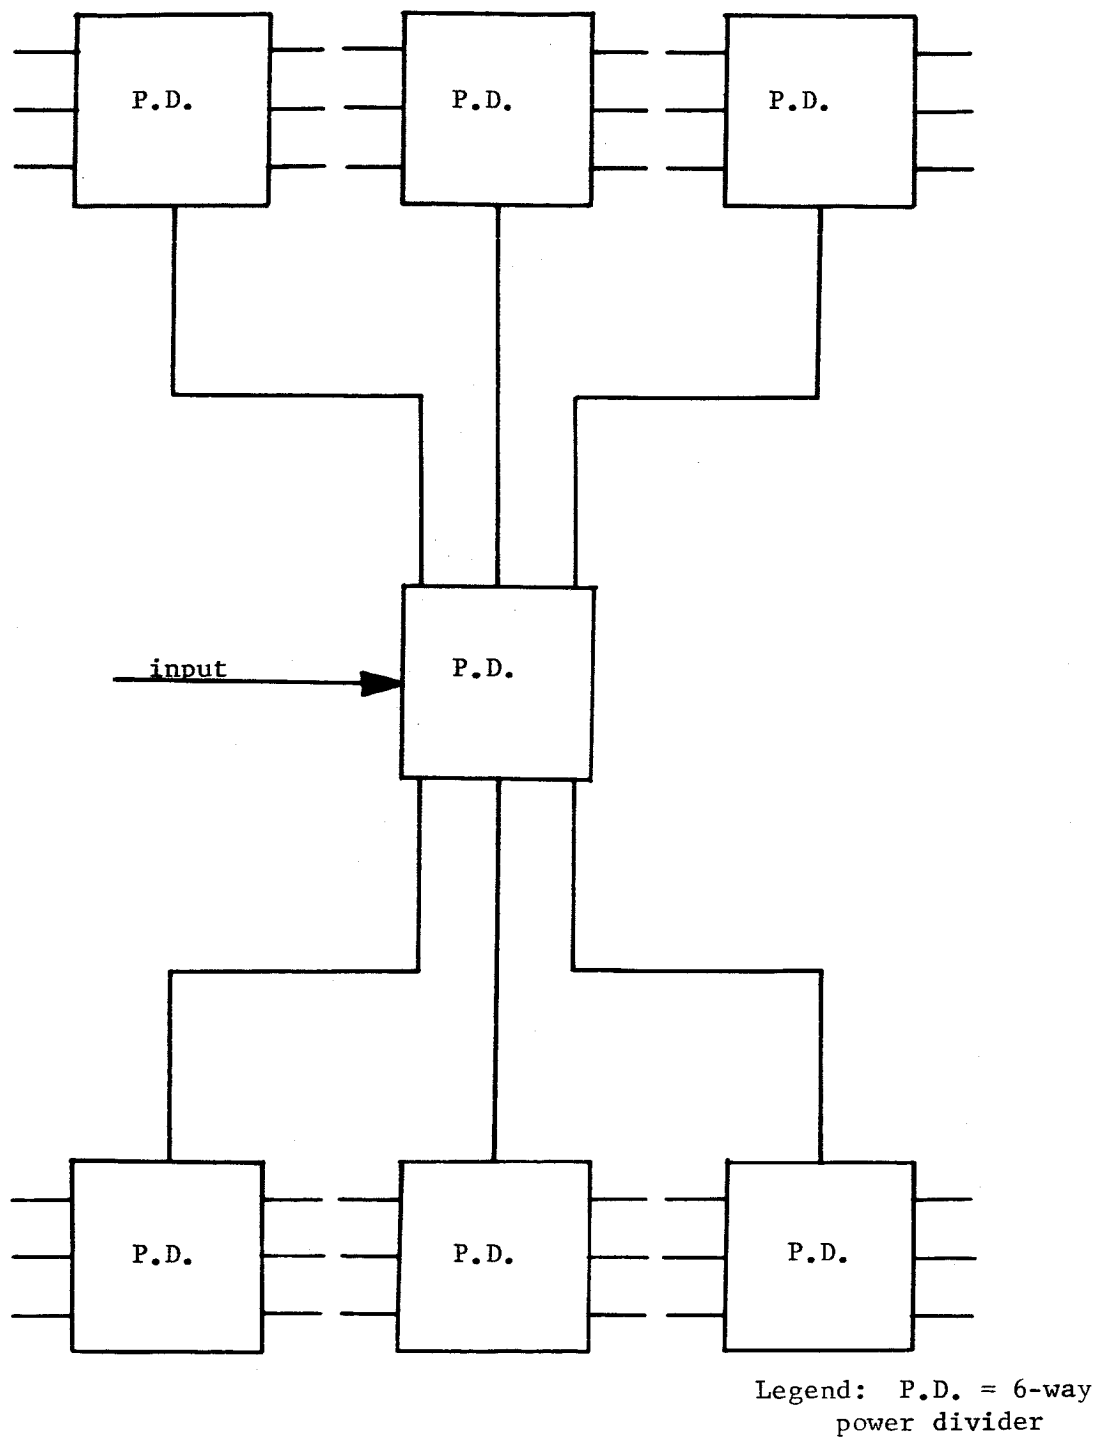 P.D. P.D. P.D.
input P.D.
P.D. P.D. P.D.
Legend: P.D. = 6-way
power divider